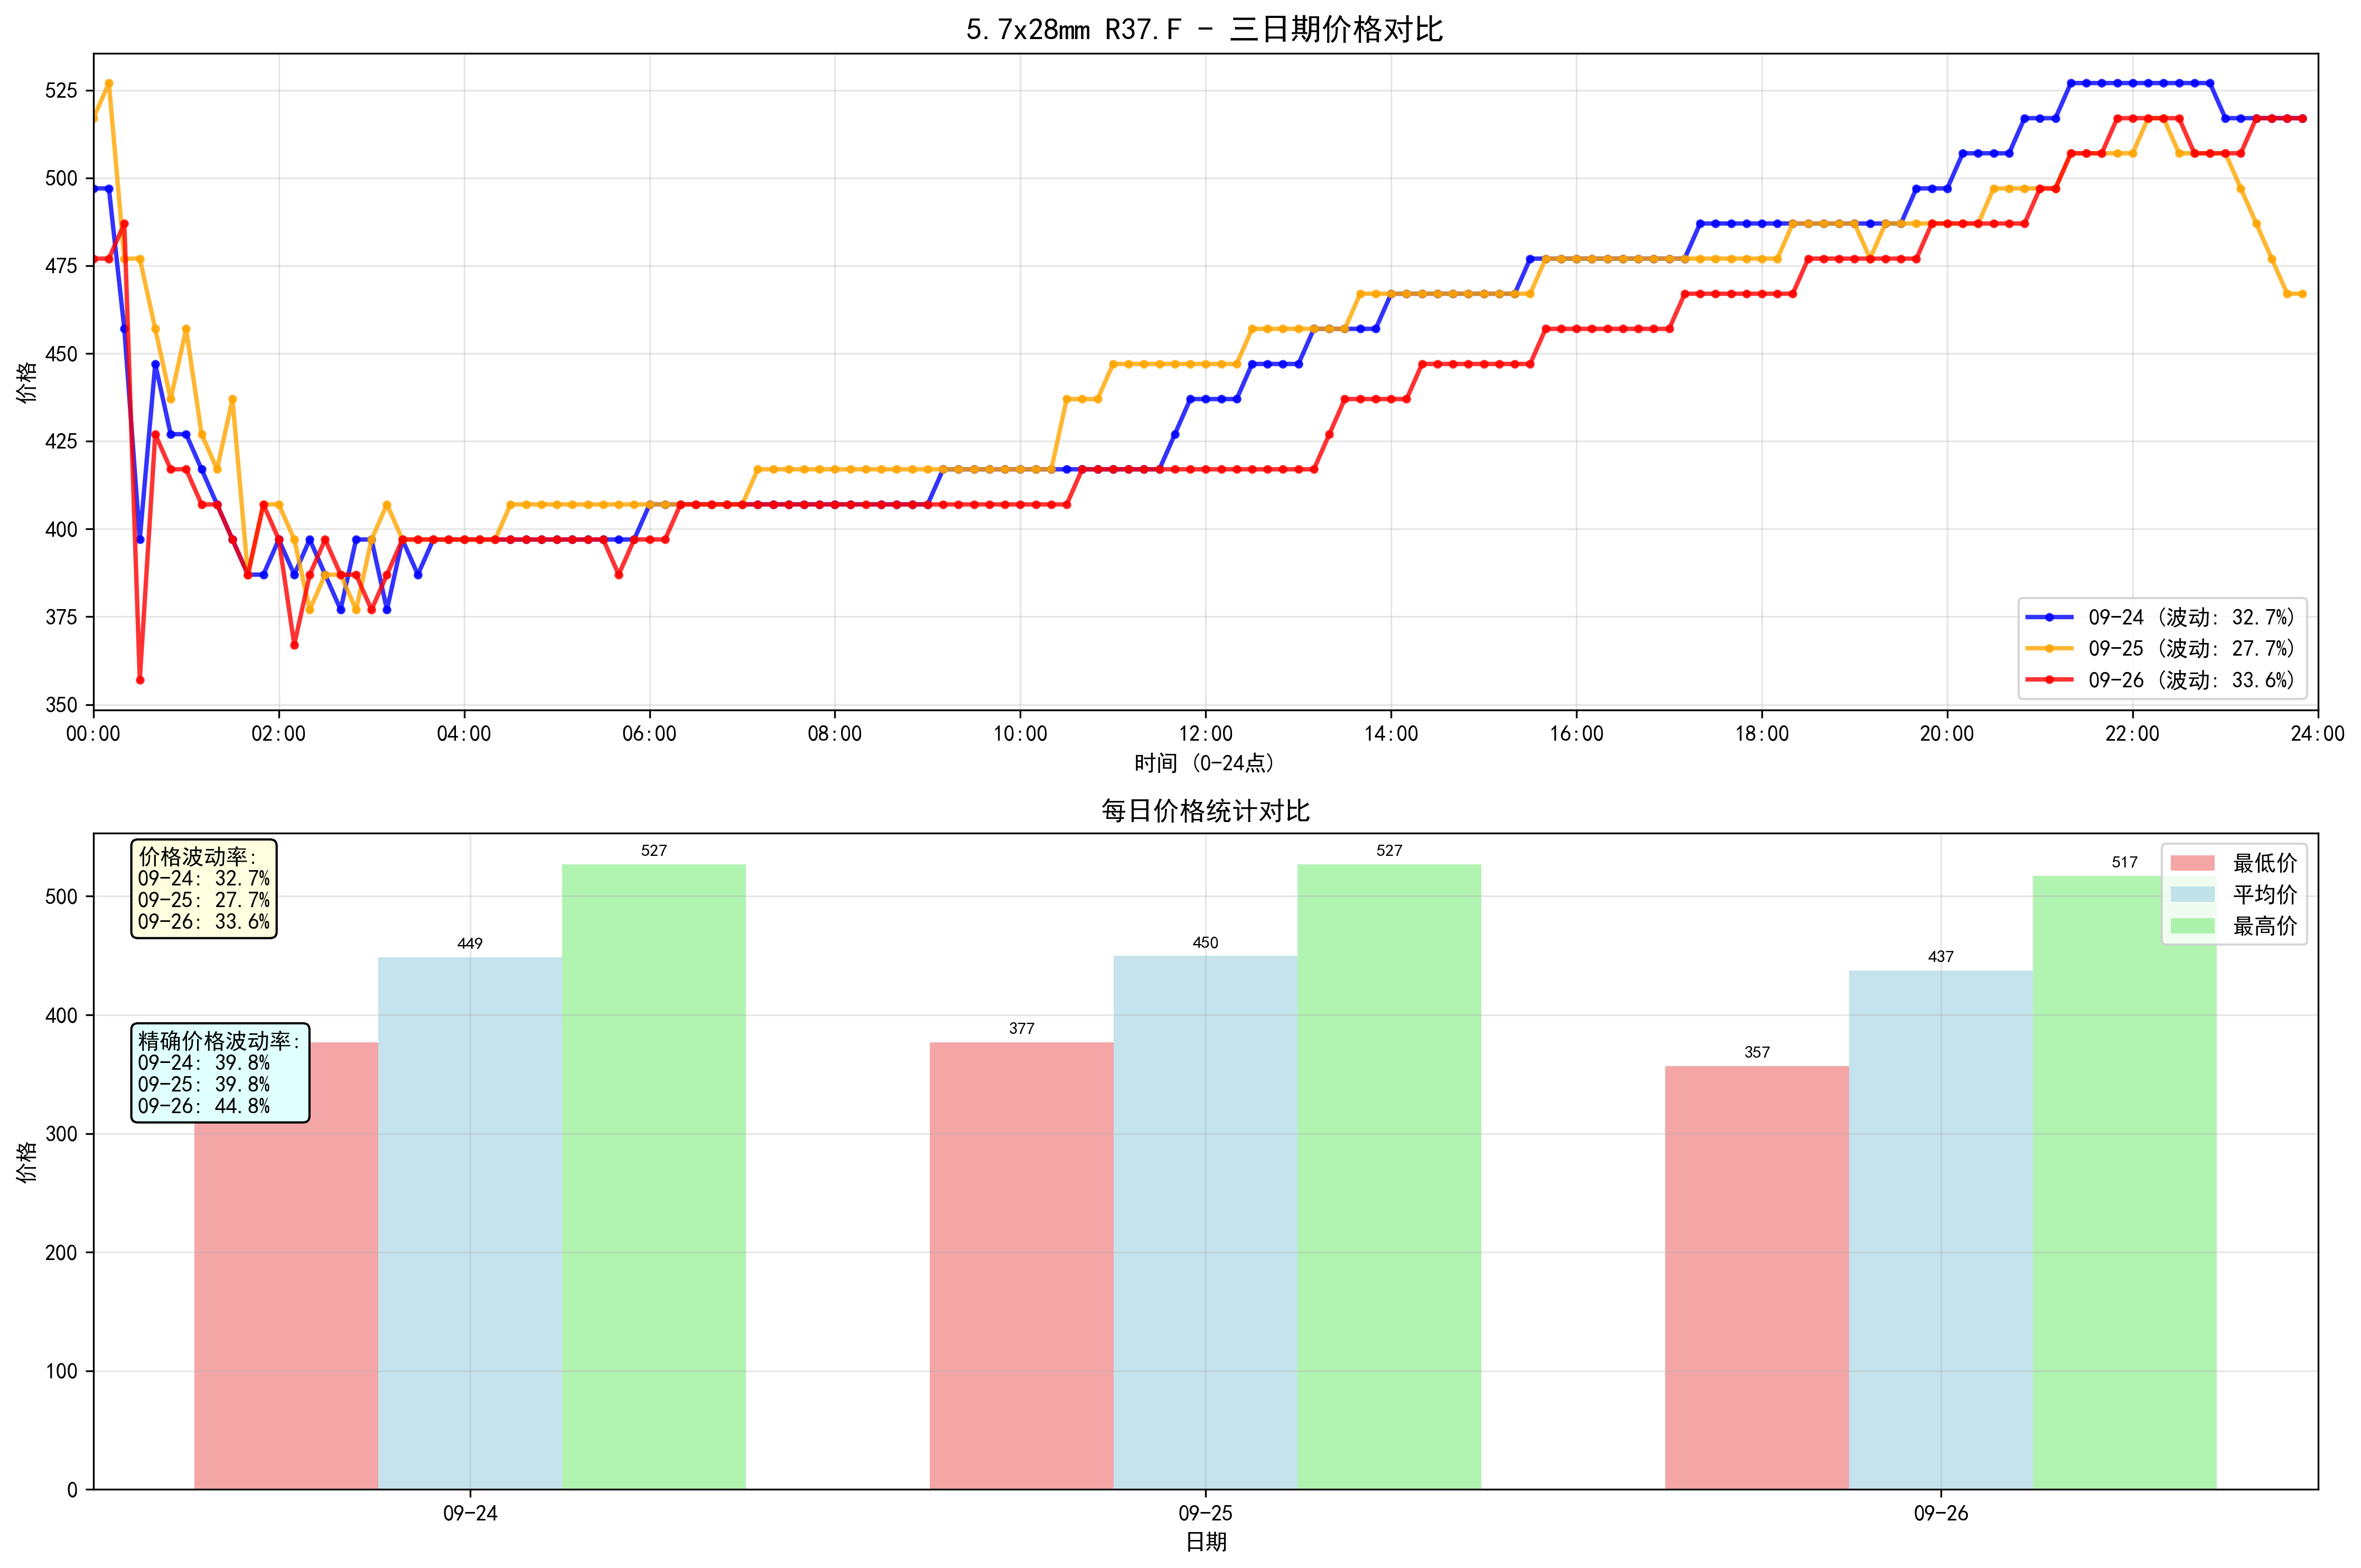 5.7x28mm R37.F - 三日期价格对比
525
500
475
450
425
400
375
350
价格
00:00 02:00 04:00 06:00 08:00 10:00 12:00 14:00 16:00 18:00 20:00 22:00 24:00
时间 (0-24点)
09-24 (波动: 32.7%)
09-25 (波动: 27.7%)
09-26 (波动: 33.6%)
每日价格统计对比
价格波动率:
09-24: 32.7%
09-25: 27.7%
09-26: 33.6%
精确价格波动率:
09-24: 39.8%
09-25: 39.8%
09-26: 44.8%
449
527
377
450
527
357
437
517
最低价
平均价
最高价
500
400
300
200
100
0
价格
09-24 09-25 09-26
日期